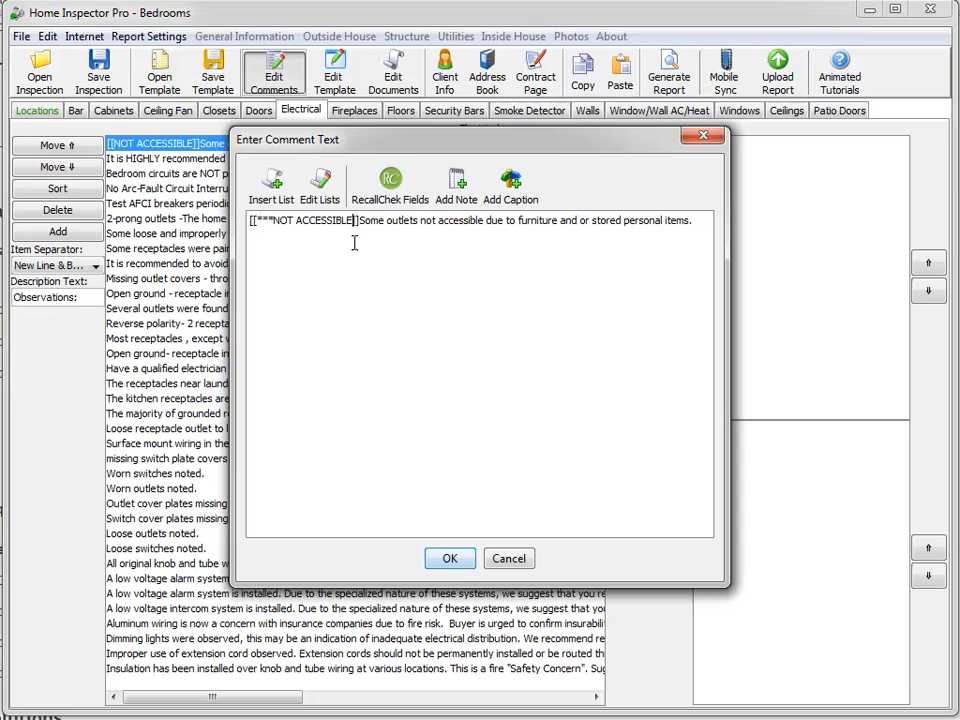 Home Inspector Pro - Bedrooms
File Edit Internet Report Settings General Information Outside House Structure Utilities Inside House Photos About
Open Inspection
Save Inspection
Open Template
Save Template
Edit Comments
Edit Template
Edit Documents
Client Info
Address Book
Contract Page
Copy
Paste
Generate Report
Mobile Sync
Upload Report
Animated Tutorials
Locations Bar Cabinets Ceiling Fan Closets Doors Electrical Fireplaces Floors Security Bars Smoke Detector Walls Window/Wall AC/Heat Windows Ceilings Patio Doors
Move
Move
Sort
Delete
Add
Item Separator:
New Line & B...
Description Text:
Observations:
Enter Comment Text
Insert List Edit Lists RecallChek Fields Add Note Add Caption
RC
[[***NOT ACCESSIBLE]]Some outlets not accessible due to furniture and or stored personal items.
OK Cancel
[[NOT ACCESSIBLE]]Some
It is HIGHLY recommended
Bedroom circuits are NOT
No Arc-Fault Circuit
Test AFCI breakers periodic
2-prong outlets -The home
Some loose and improperly
Some receptacles were
It is recommended to avoid
Missing outlet covers -
Open ground - receptacle
Several outlets were found
Reverse polarity- 2
Most receptacles , except
Open ground- receptacle
Have a qualified electrician
The receptacles near
The kitchen receptacles are
The majority of grounded
Loose receptacle outlet to
Surface mount wiring in the
missing switch plate covers
Worn switches noted.
Worn outlets noted.
Outlet cover plates missing
Switch cover plates missing
Loose outlets noted.
Loose switches noted.
All original knob and tube
A low voltage alarm system
A low voltage alarm system is installed. Due to the specialized nature of these systems, we suggest that you
A low voltage intercom system is installed. Due to the specialized nature of these systems, we suggest that you
Aluminum wiring is now a concern with insurance companies due to fire risk. Buyer is urged to confirm
Dimming lights were observed, this may be an indication of inadequate electrical distribution. We recommend
Improper use of extension cord observed. Extension cords should not be permanently installed or be routed
Insulation has been installed over knob and tube wiring at various locations. This is a fire "Safety Concern".